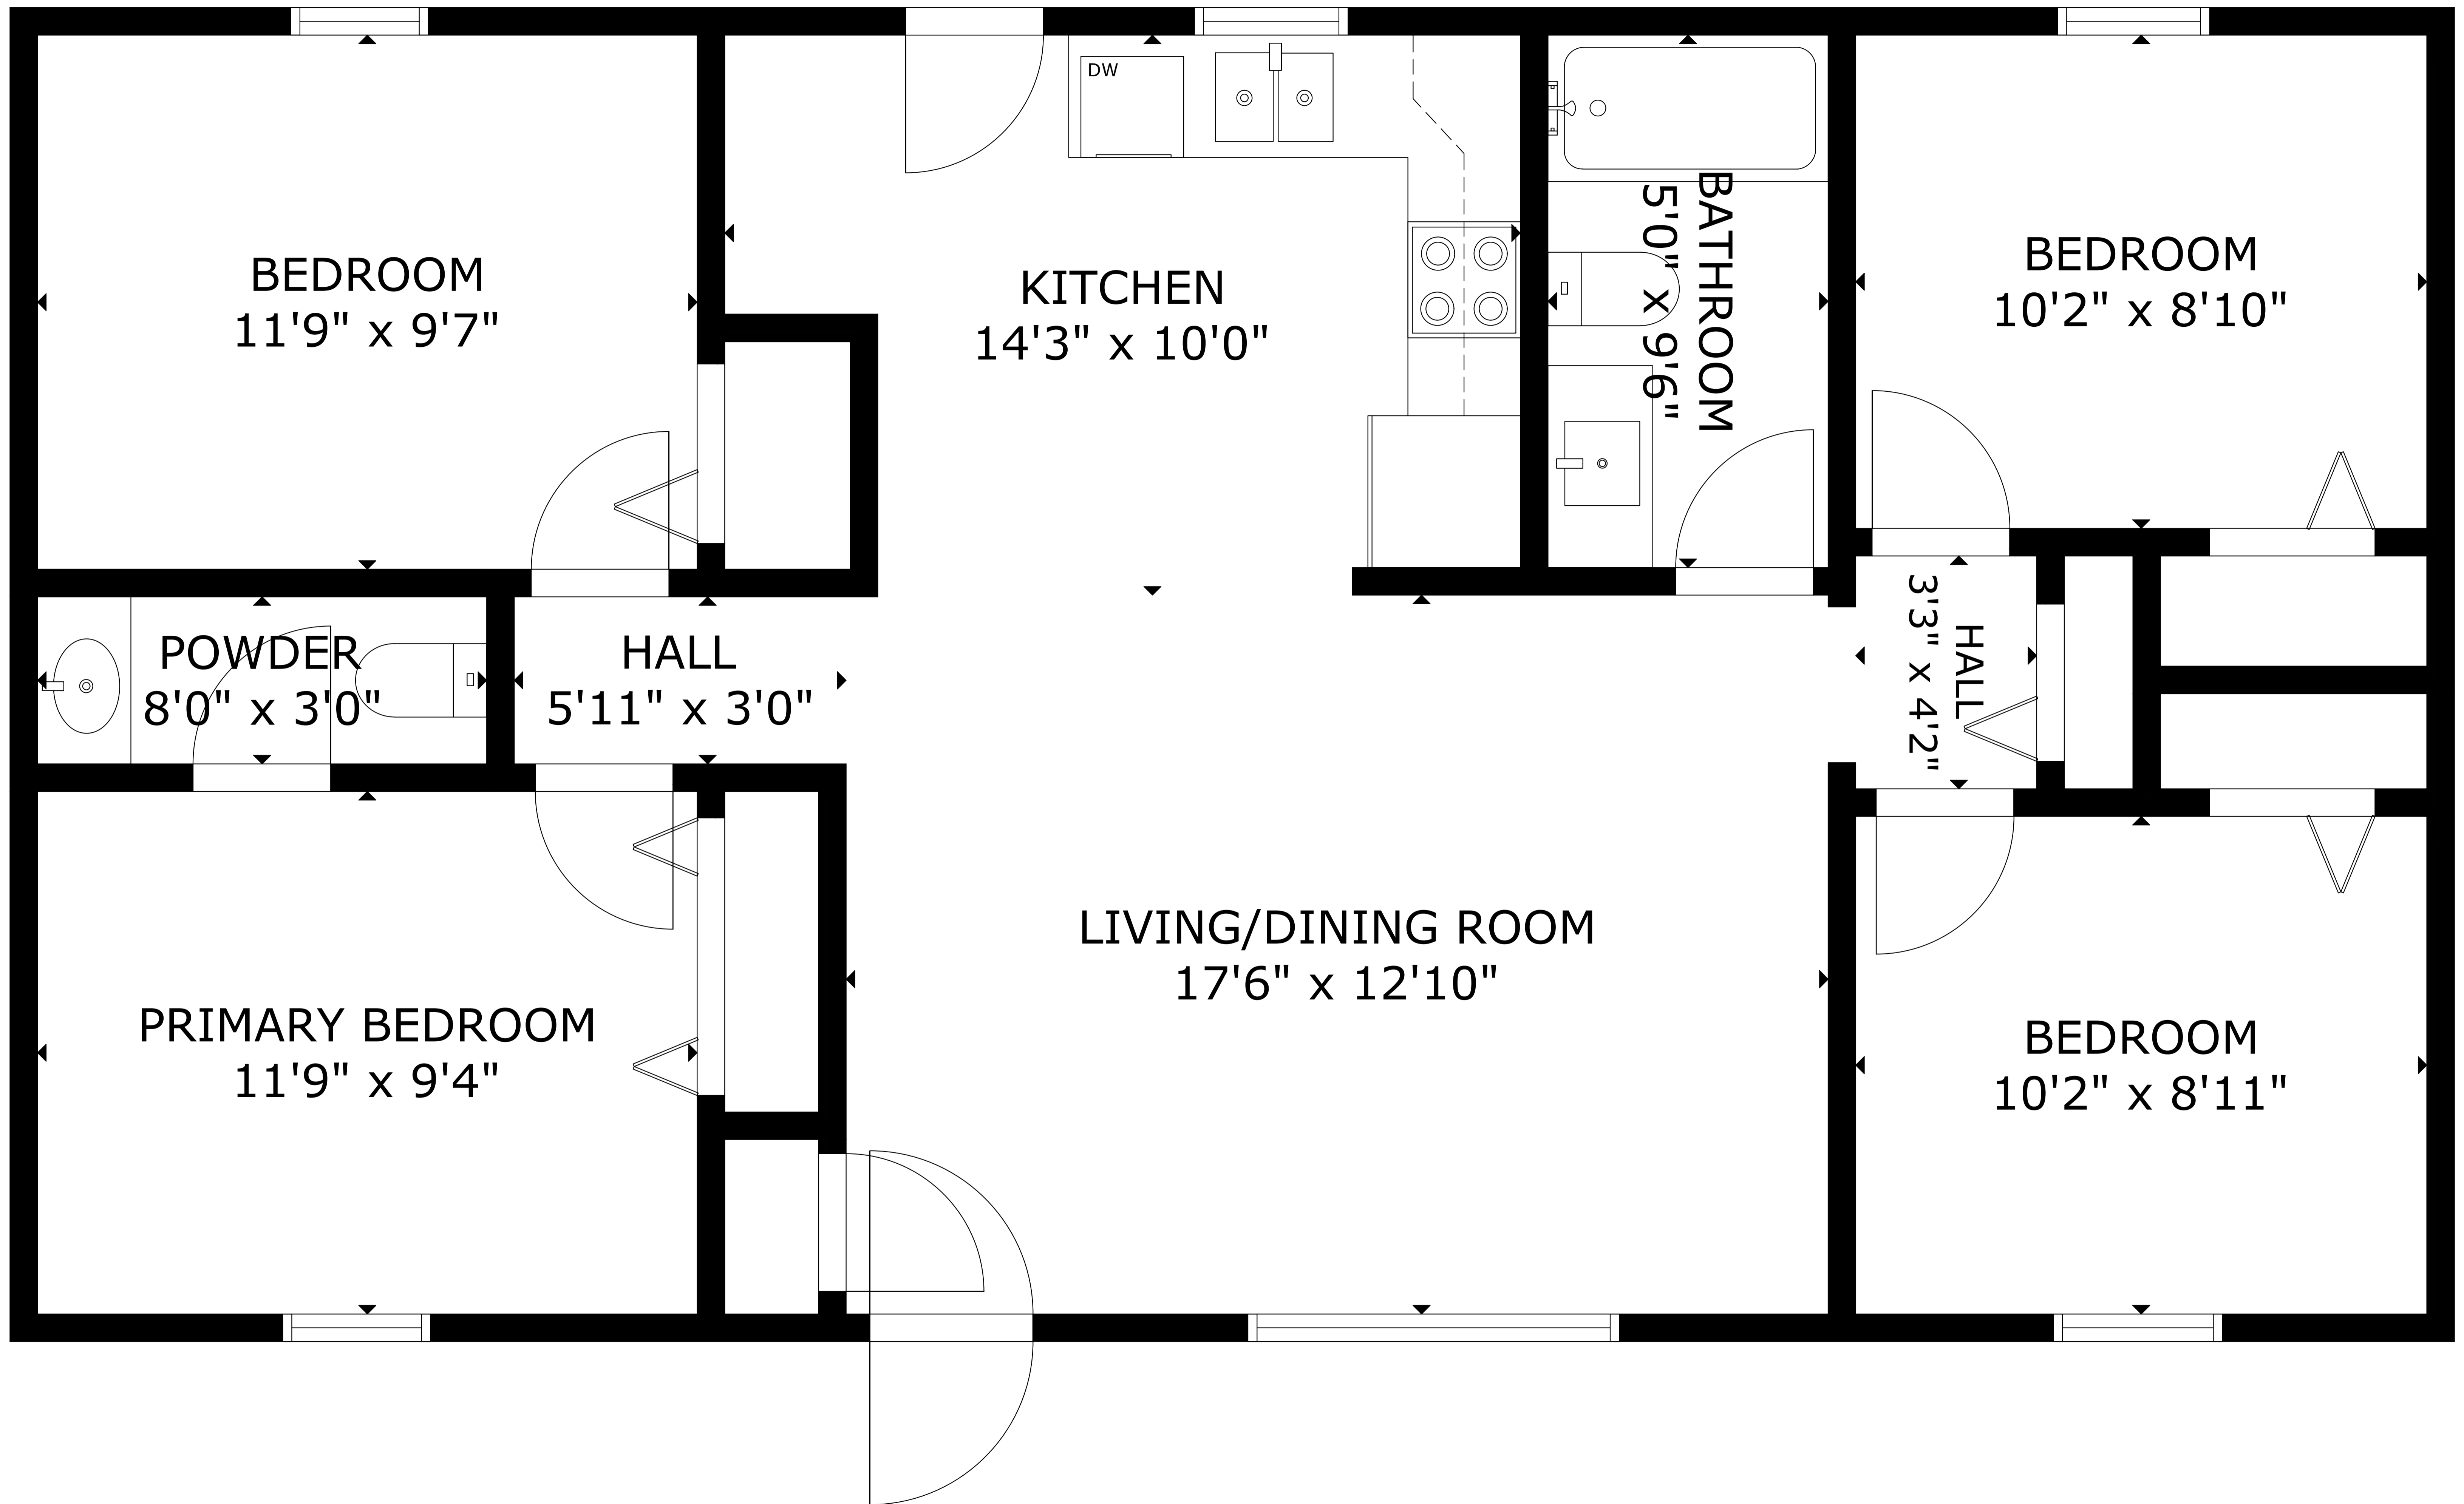 DW
BEDROOM
11'9" x 9'7"
KITCHEN
14'3" x 10'0"
BATHROOM
5'0" x 9'6"
BEDROOM
10'2" x 8'10"
POWDER
8'0" x 3'0"
HALL
5'11" x 3'0"
HALL
3'3" x 4'2"
LIVING/DINING ROOM
17'6" x 12'10"
PRIMARY BEDROOM
11'9" x 9'4"
BEDROOM
10'2" x 8'11"